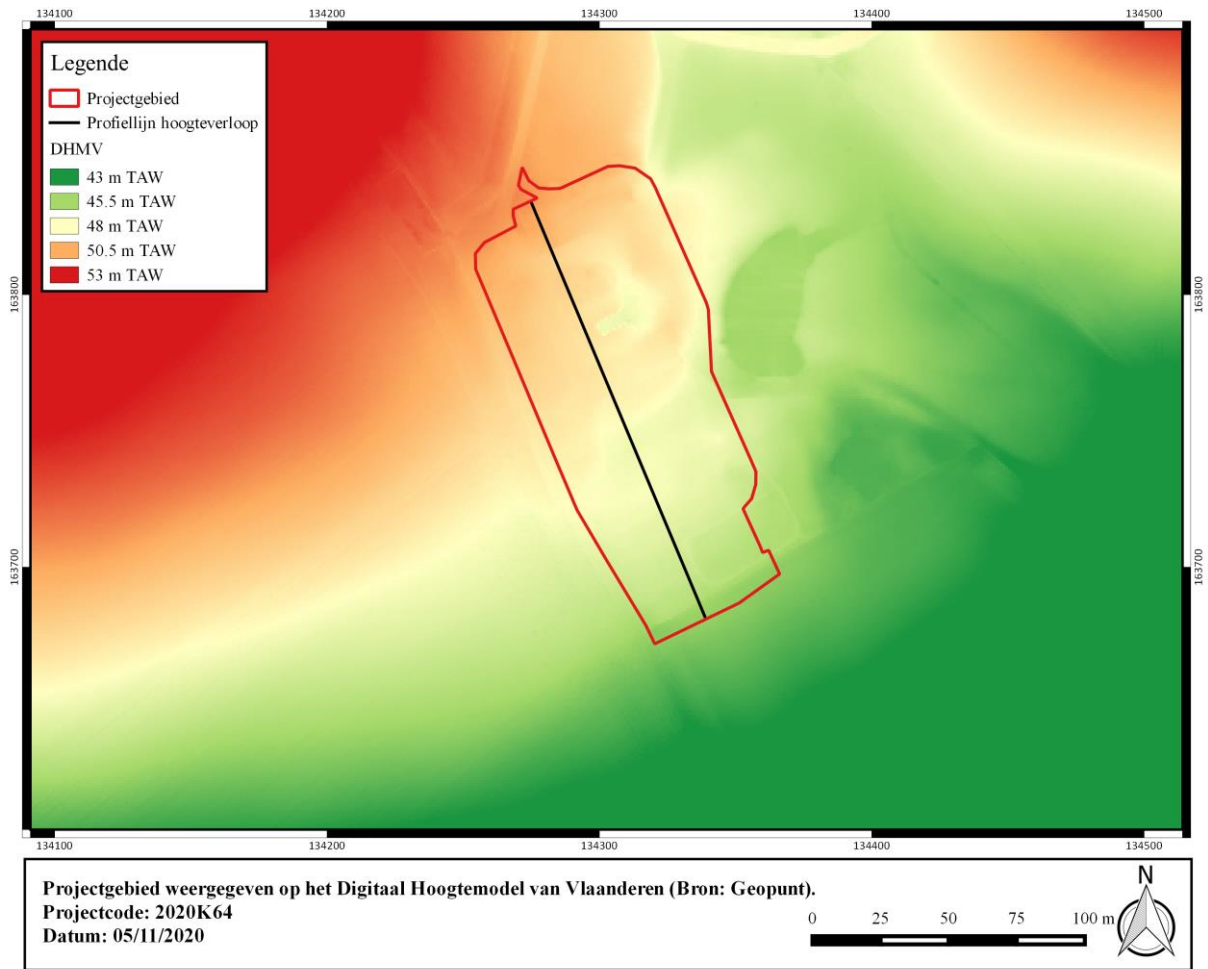 134100 134200 134300 134400 134500
Legende
Projectgebied
Profiellijn hoogteverloop
DHMV
43 m TAW
45.5 m TAW
48 m TAW
50.5 m TAW
53 m TAW
163800 163800
163700 163700
134100 134200 134300 134400 134500
Projectgebied weergegeven op het Digitaal Hoogtemodel van Vlaanderen (Bron: Geopunt).
Projectcode: 2020K64
Datum: 05/11/2020
0 25 50 75 100 m
N